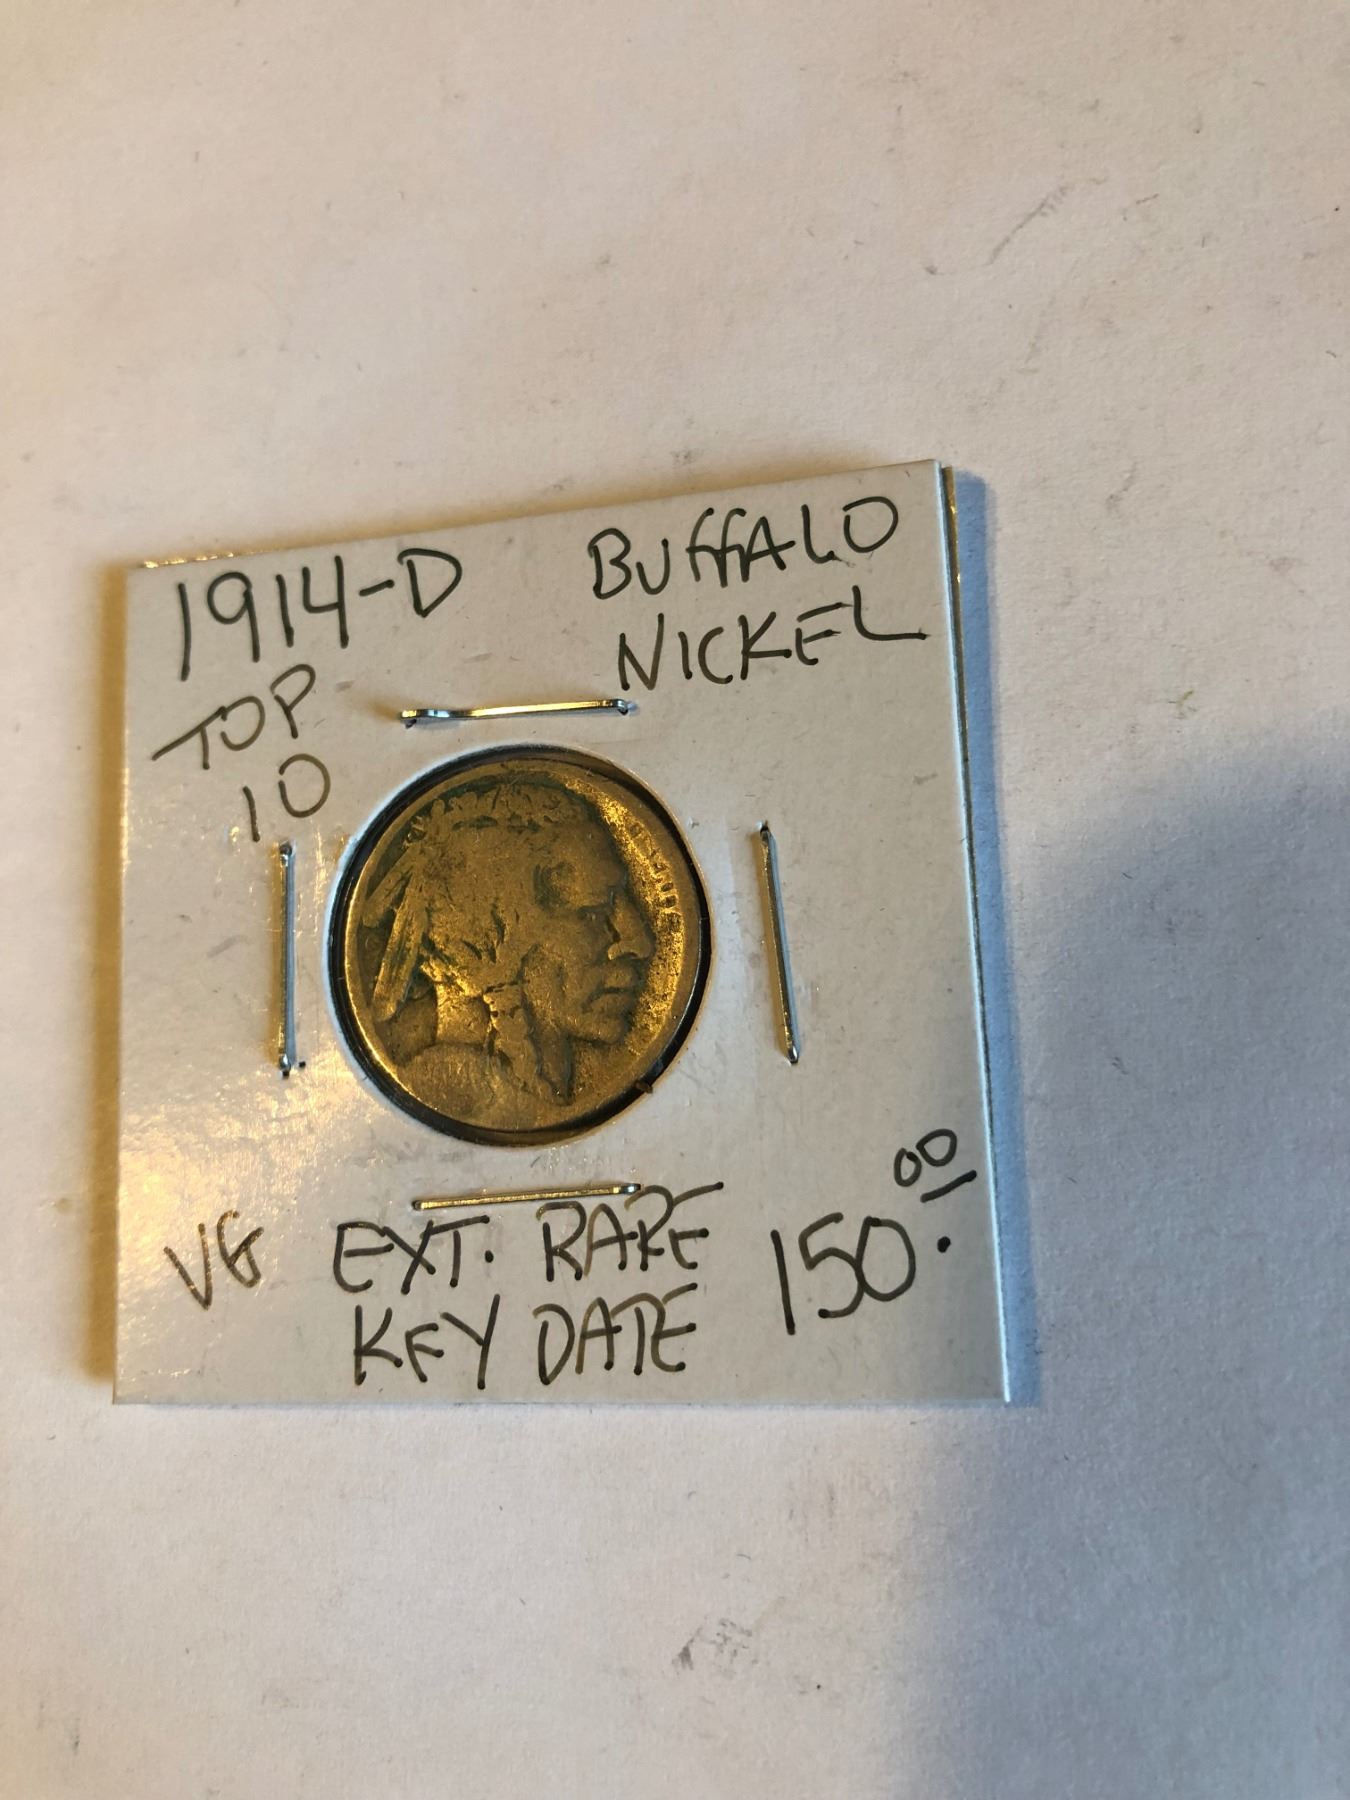 1914-D
BUFFALO
NICKEL
TOP
10
VG
EXT. RARE
KEY DATE
150.00